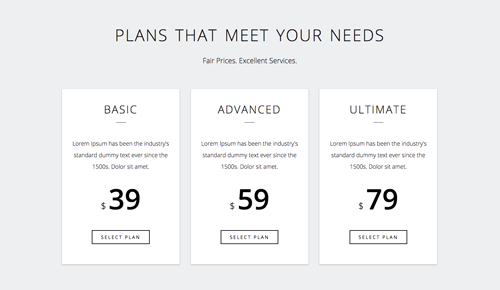 PLANS THAT MEET YOUR NEEDS
Fair Prices. Excellent Services.
BASIC
Lorem Ipsum has been the industry's
standard dummy text ever since the
1500s. Dolor sit amet.
$ 39
SELECT PLAN
ADVANCED
Lorem Ipsum has been the industry's
standard dummy text ever since the
1500s. Dolor sit amet.
$ 59
SELECT PLAN
ULTIMATE
Lorem Ipsum has been the industry's
standard dummy text ever since the
1500s. Dolor sit amet.
$ 79
SELECT PLAN